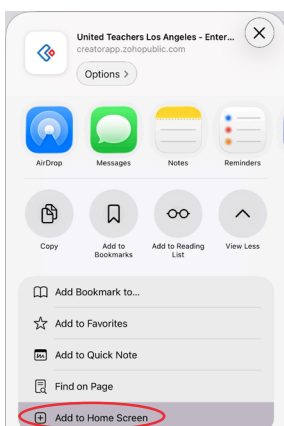 United Teachers Los Angeles - Enter...
creatorapp.zohopublic.com
Options >
AirDrop
Messages
Notes
Reminders
Copy
Add to
Bookmarks
Add to Reading
List
View Less
Add Bookmark to...
Add to Favorites
Add to Quick Note
Find on Page
Add to Home Screen